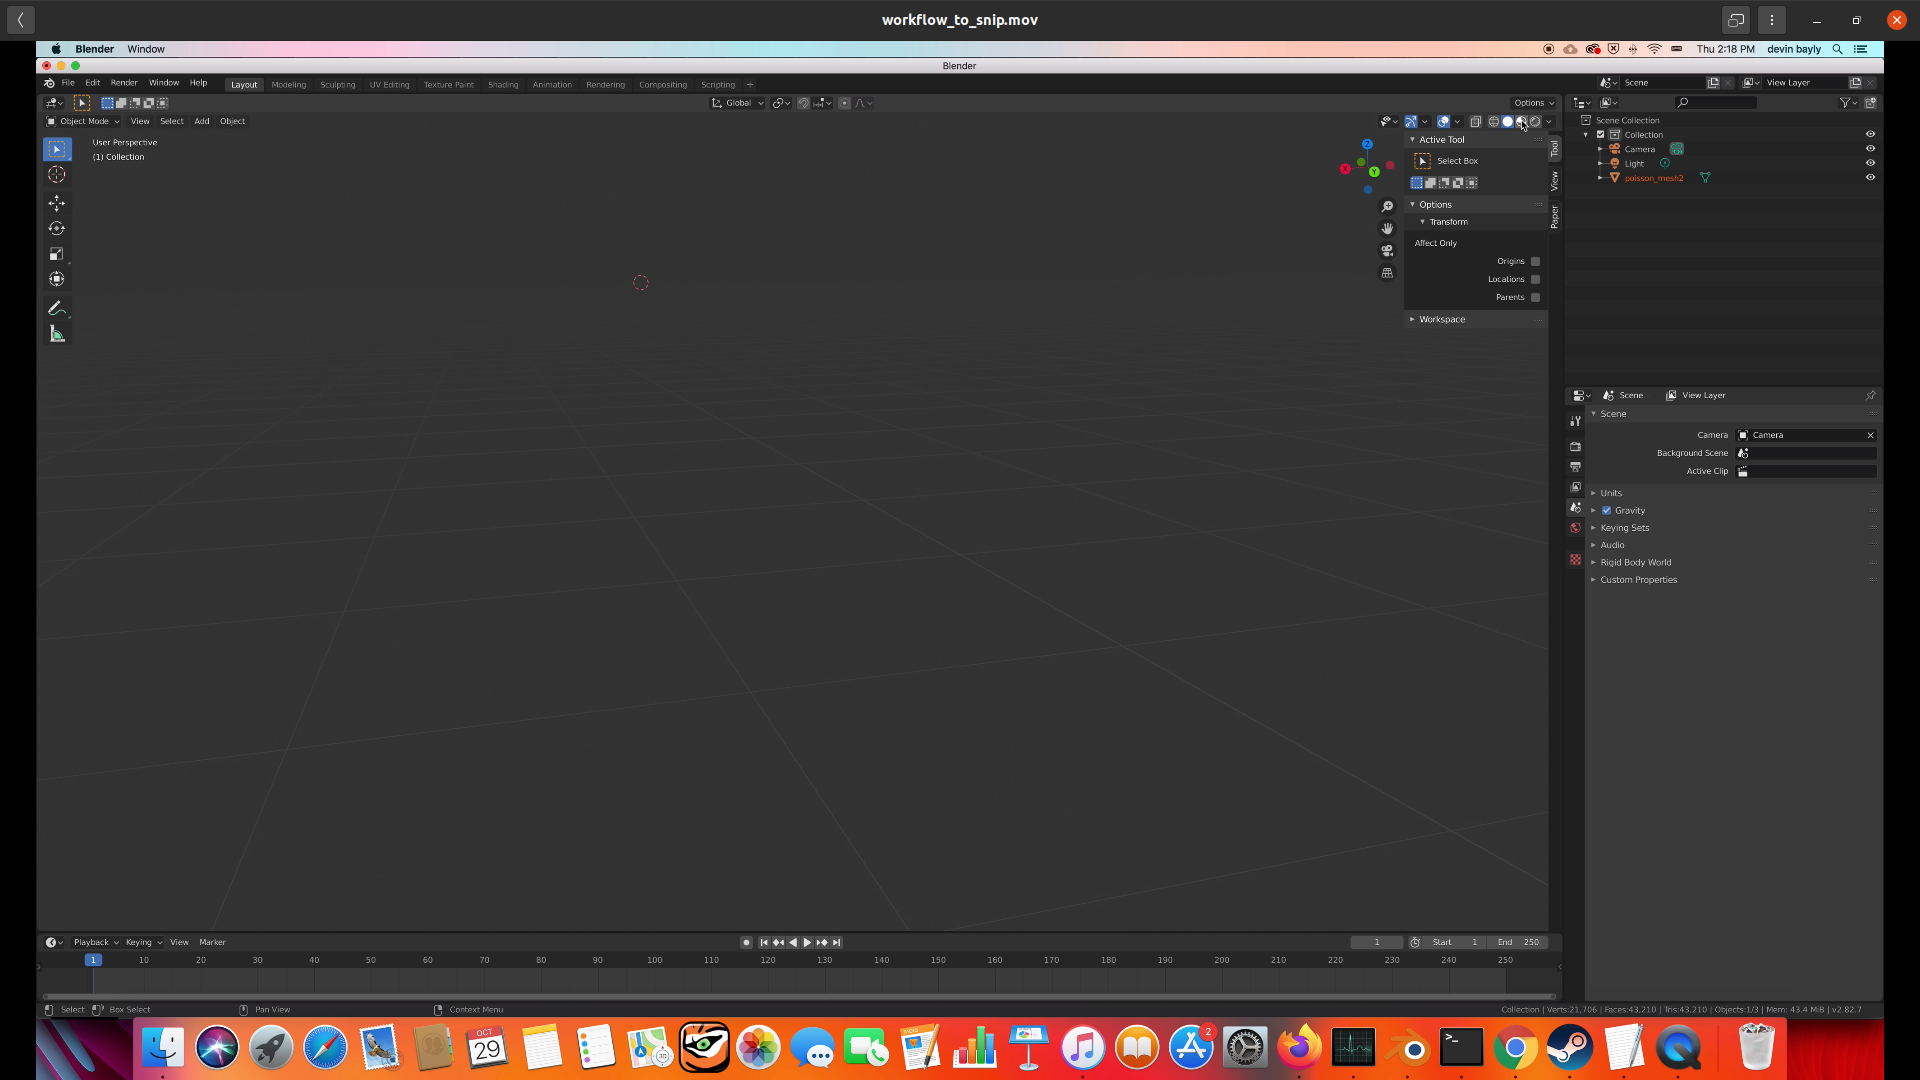 workflow_to_snip.mov
Blender Window
Thu 2:18 PM devin bayly
Blender
File Edit Render Window Help
Layout Modeling Sculpting UV Editing Texture Paint Shading Animation Rendering Compositing Scripting +
Scene View Layer
Global
Options
Object Mode View Select Add Object
User Perspective
(1) Collection
Z
X
Y
Active Tool
Select Box
Options
Transform
Affect Only
Origins
Locations
Parents
Workspace
Tool
View
Paper
Scene Collection
Collection
Camera
Light
poisson_mesh2
Scene View Layer
Scene
Camera Camera
Background Scene
Active Clip
Units
Gravity
Keying Sets
Audio
Rigid Body World
Custom Properties
Playback Keying View Marker
1 Start 1 End 250
1 10 20 30 40 50 60 70 80 90 100 110 120 130 140 150 160 170 180 190 200 210 220 230 240 250
Select Box Select Pan View Context Menu
Collection | Verts:21,706 | Faces:43,210 | Tris:43,210 | Objects:1/3 | Mem: 43.4 MiB | v2.82.7
OCT
29
2